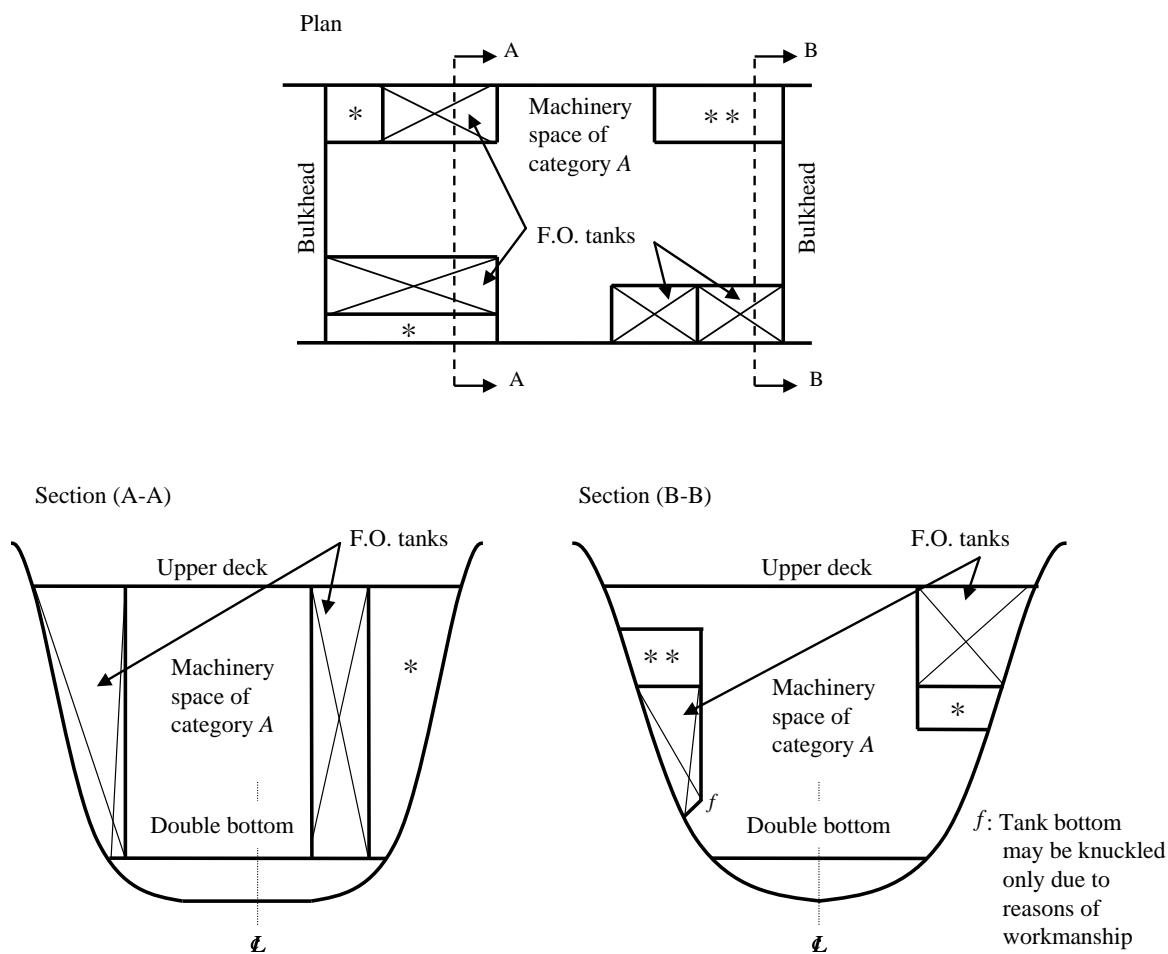 Plan
A
B
*
Machinery
space of
category A
* *
Bulkhead
Bulkhead
F.O. tanks
*
A
B
Section (A-A)
F.O. tanks
Upper deck
Machinery
space of
category A
*
Double bottom
℄
Section (B-B)
F.O. tanks
Upper deck
* *
Machinery
space of
category A
*
f
Double bottom
℄
f: Tank bottom
may be knuckled
only due to
reasons of
workmanship